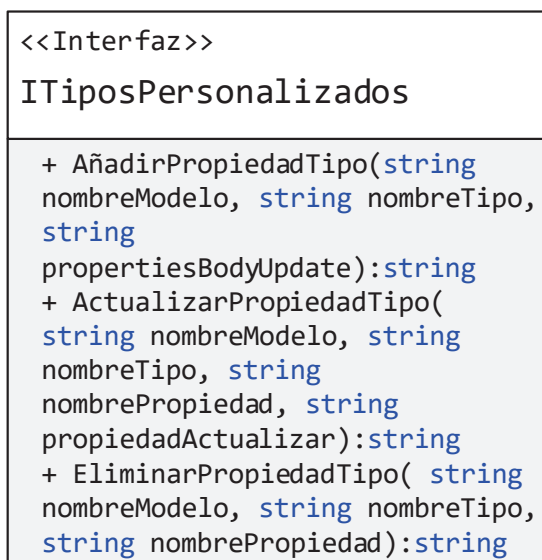 <<Interfaz>>
ITiposPersonalizados
+ AñadirPropiedadTipo(string
nombreModelo, string nombreTipo,
string
propertiesBodyUpdate):string
+ ActualizarPropiedadTipo(
string nombreModelo, string
nombreTipo, string
nombrePropiedad, string
propiedadActualizar):string
+ EliminarPropiedadTipo( string
nombreModelo, string nombreTipo,
string nombrePropiedad):string